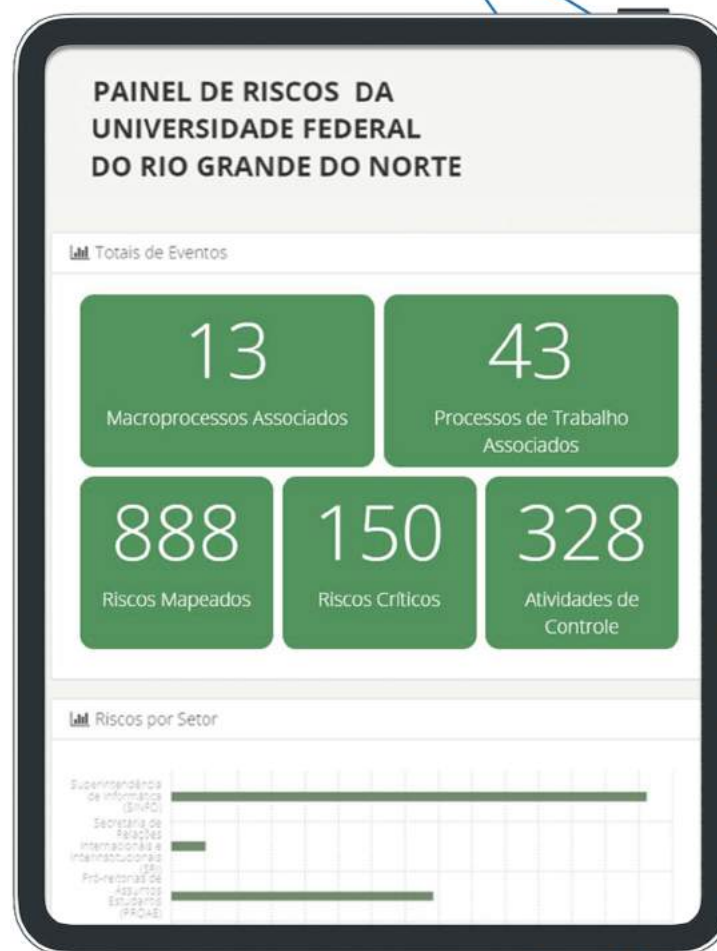 PAINEL DE RISCOS DA
UNIVERSIDADE FEDERAL
DO RIO GRANDE DO NORTE
Totais de Eventos
13
Macroprocessos Associados
43
Processos de Trabalho
Associados
888
Riscos Mapeados
150
Riscos Críticos
328
Atividades de
Controle
Riscos por Setor
Superintendência
de Informática
(SINFO)
Secretaria de
Relações
Internacionais e
Interinstitucionais
(SRI)
Pró-reitorias de
Assuntos
Estudantis
(PROAE)